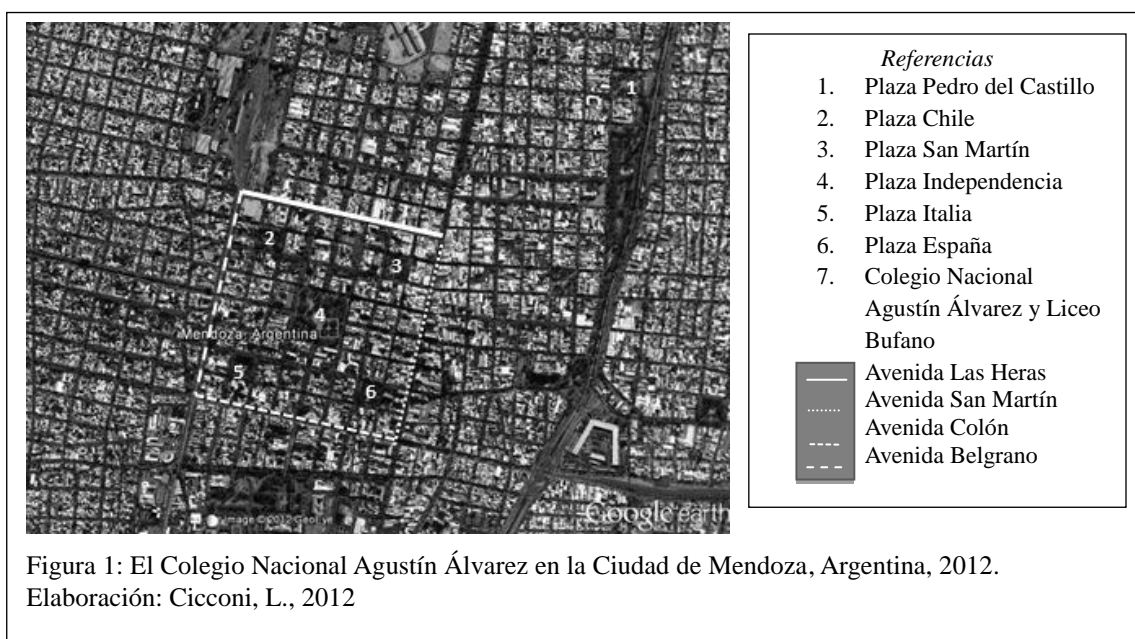 1
2
3
4
Mendoza, Argentina
5
6
Image © 2012 GeoEye
Google earth
Referencias
1. Plaza Pedro del Castillo
2. Plaza Chile
3. Plaza San Martín
4. Plaza Independencia
5. Plaza Italia
6. Plaza España
7. Colegio Nacional
Agustín Álvarez y Liceo
Bufano
Avenida Las Heras
Avenida San Martín
Avenida Colón
Avenida Belgrano
Figura 1: El Colegio Nacional Agustín Álvarez en la Ciudad de Mendoza, Argentina, 2012.
Elaboración: Cicconi, L., 2012